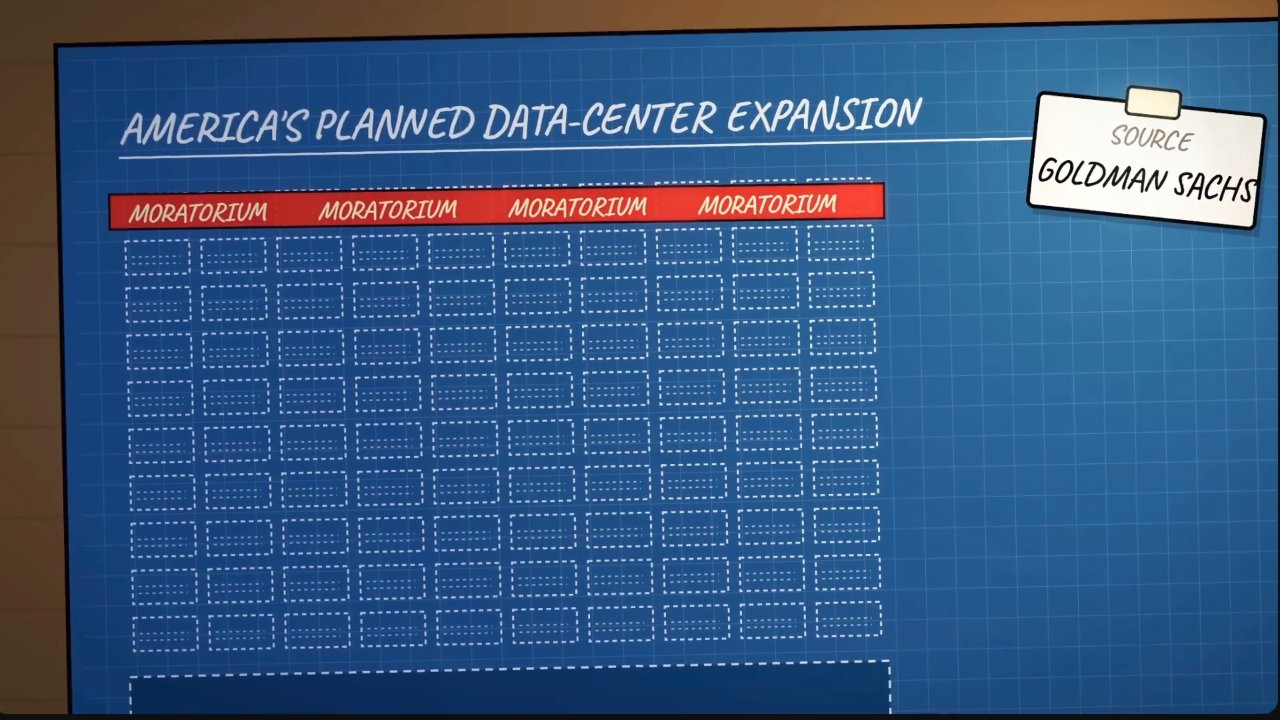 AMERICA'S PLANNED DATA-CENTER EXPANSION
SOURCE
GOLDMAN SACHS
MORATORIUM MORATORIUM MORATORIUM MORATORIUM